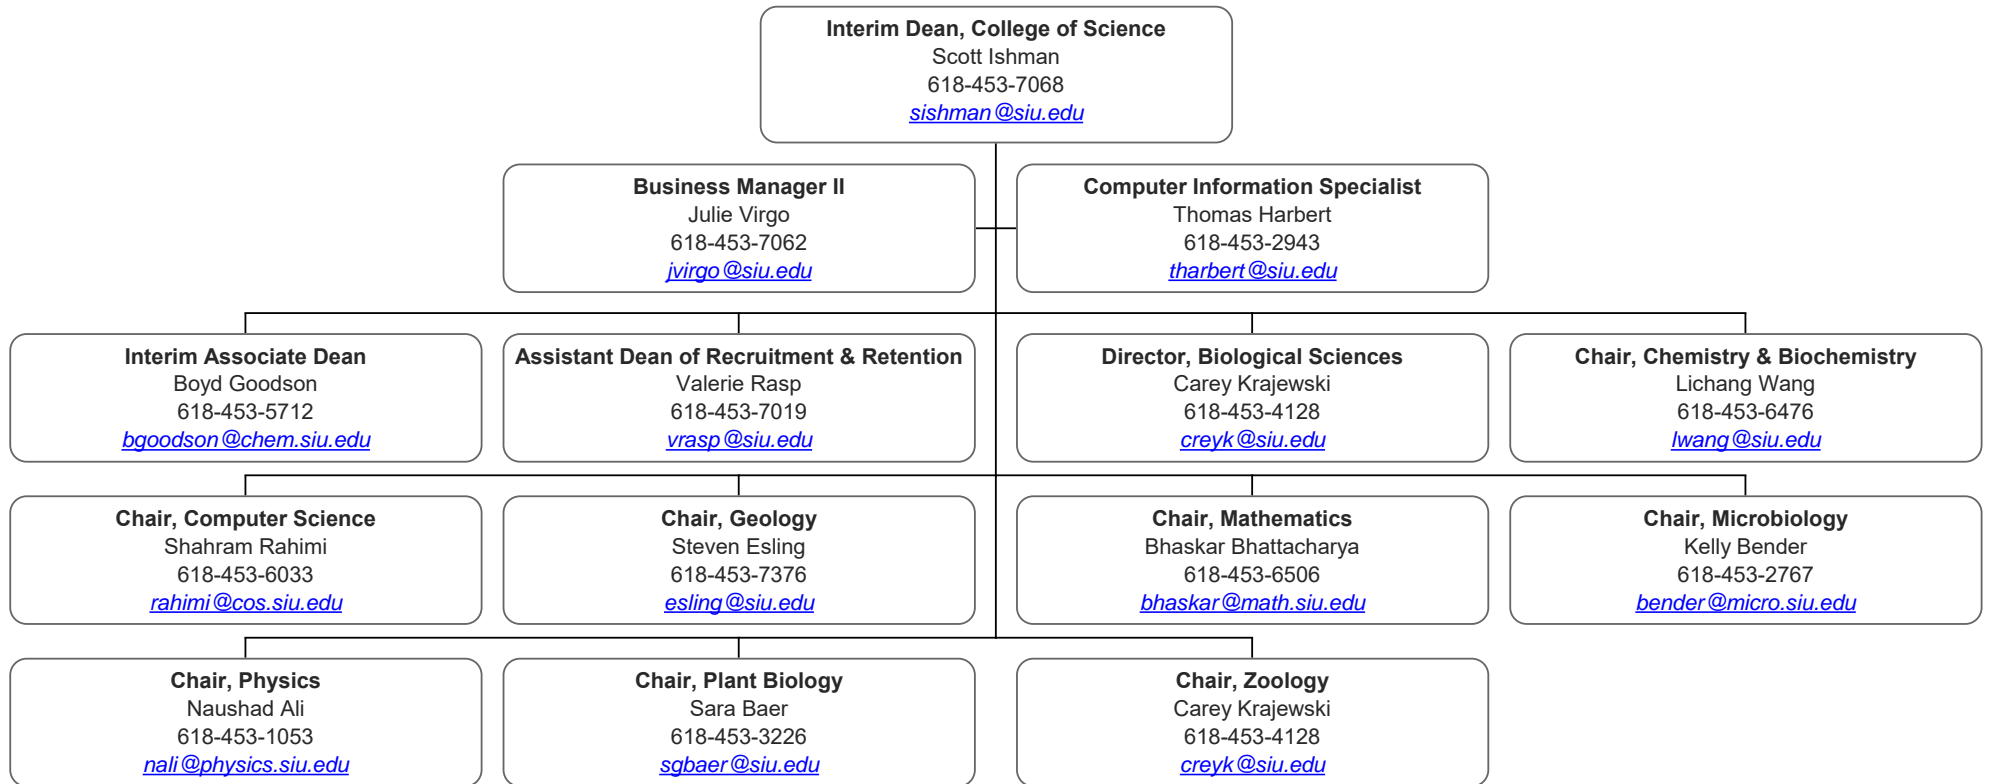 Interim Dean, College of Science
Scott Ishman
618-453-7068
sishman@siu.edu
Business Manager II
Julie Virgo
618-453-7062
jvirgo@siu.edu
Computer Information Specialist
Thomas Harbert
618-453-2943
tharbert@siu.edu
Interim Associate Dean
Boyd Goodson
618-453-5712
bgoodson@chem.siu.edu
Assistant Dean of Recruitment & Retention
Valerie Rasp
618-453-7019
vrasp@siu.edu
Director, Biological Sciences
Carey Krajewski
618-453-4128
creyk@siu.edu
Chair, Chemistry & Biochemistry
Lichang Wang
618-453-6476
lwang@siu.edu
Chair, Computer Science
Shahram Rahimi
618-453-6033
rahimi@cos.siu.edu
Chair, Geology
Steven Esling
618-453-7376
esling@siu.edu
Chair, Mathematics
Bhaskar Bhattacharya
618-453-6506
bhaskar@math.siu.edu
Chair, Microbiology
Kelly Bender
618-453-2767
bender@micro.siu.edu
Chair, Physics
Naushad Ali
618-453-1053
nali@physics.siu.edu
Chair, Plant Biology
Sara Baer
618-453-3226
sgbaer@siu.edu
Chair, Zoology
Carey Krajewski
618-453-4128
creyk@siu.edu